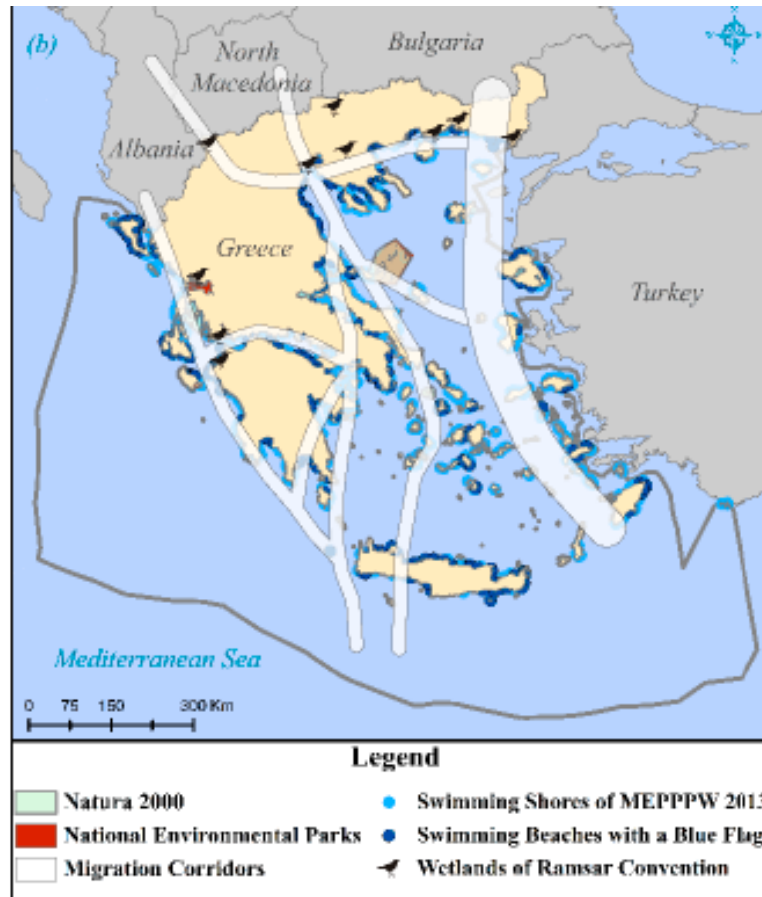 (b)
North
Macedonia
Bulgaria
Albania
Greece
Turkey
Mediterranean Sea
0 75 150 300 Km
Legend
Natura 2000
National Environmental Parks
Migration Corridors
Swimming Shores of MEPPPW 2013
Swimming Beaches with a Blue Flag
Wetlands of Ramsar Convention